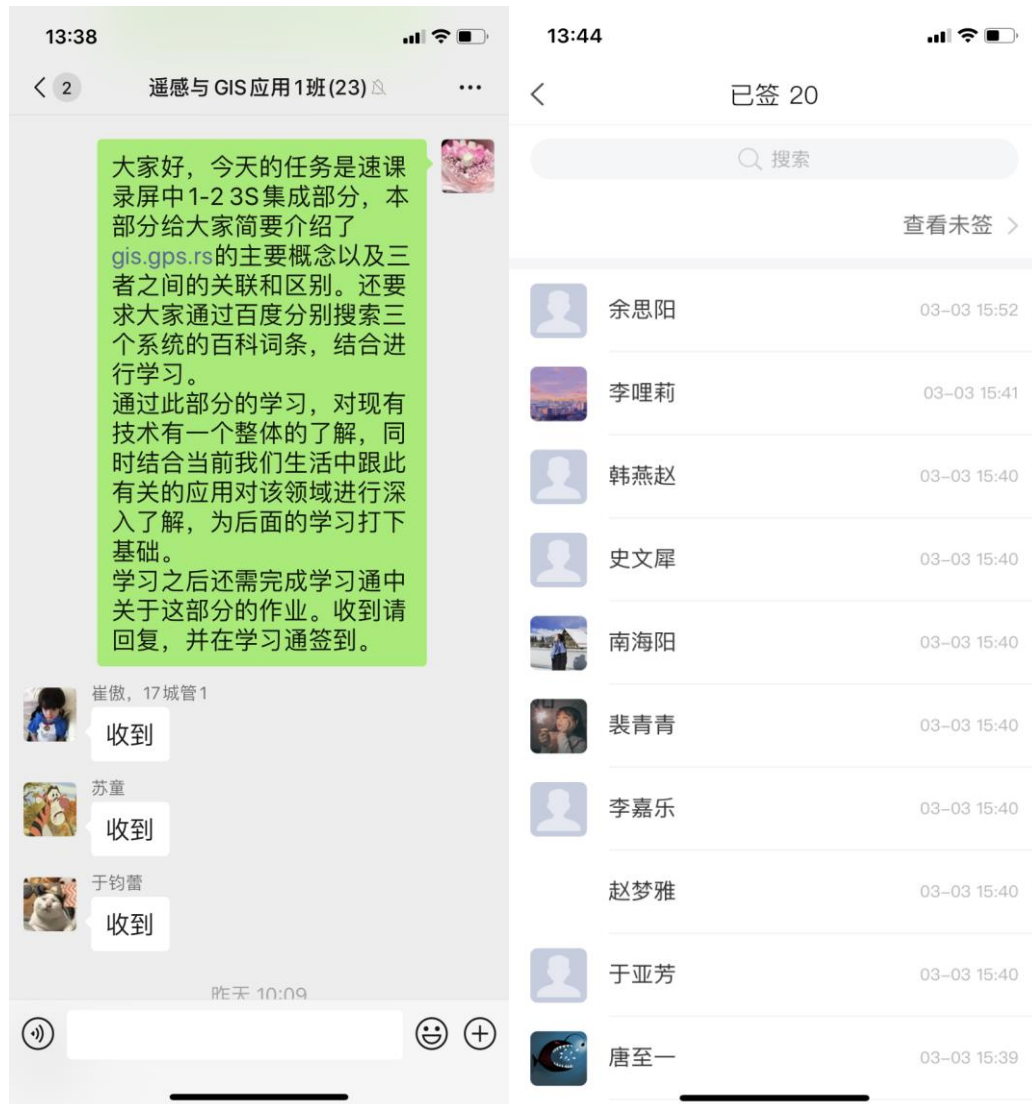 13:38
2
遥感与 GIS应用1班(23)
大家好，今天的任务是速课
录屏中1-2 3S集成部分，本
部分给大家简要介绍了
gis.gps.rs的主要概念以及三
者之间的关联和区别。还要
求大家通过百度分别搜索三
个系统的百科词条，结合进
行学习。
通过此部分的学习，对现有
技术有一个整体的了解，同
时结合当前我们生活中跟此
有关的应用对该领域进行深
入了解，为后面的学习打下
基础。
学习之后还需完成学习通中
关于这部分的作业。收到请
回复，并在学习通签到。
崔傲，17城管1
收到
苏童
收到
于钧蕾
收到
昨天 10:09
13:44
已签 20
搜索
查看未签
余思阳 03-03 15:52
李哩莉 03-03 15:41
韩燕赵 03-03 15:40
史文犀 03-03 15:40
南海阳 03-03 15:40
裴青青 03-03 15:40
李嘉乐 03-03 15:40
赵梦雅 03-03 15:40
于亚芳 03-03 15:40
唐至一 03-03 15:39